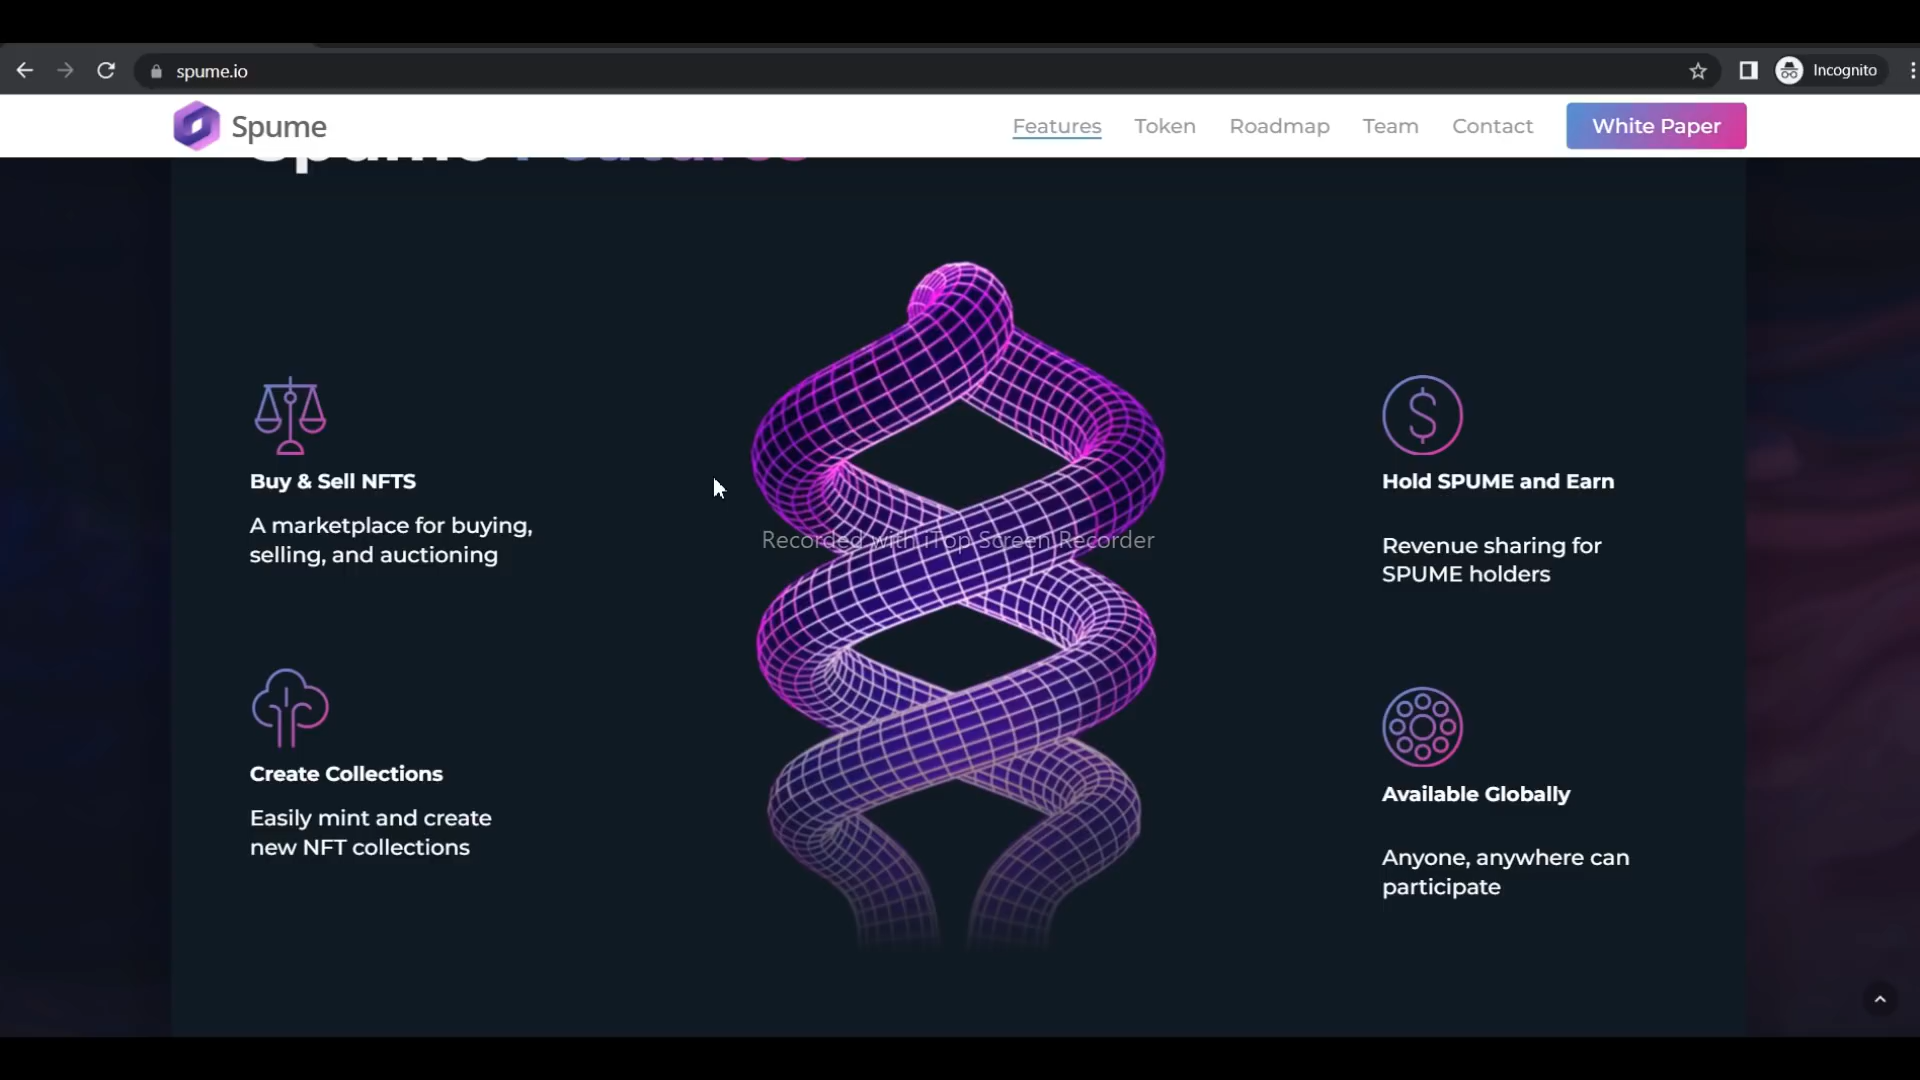 spume.io
Incognito
Spume
Features
Token
Roadmap
Team
Contact
White Paper
Spume Features
Buy & Sell NFTS
A marketplace for buying,
selling, and auctioning
Hold SPUME and Earn
Revenue sharing for
SPUME holders
Recorded with iTop Screen Recorder
Create Collections
Easily mint and create
new NFT collections
Available Globally
Anyone, anywhere can
participate